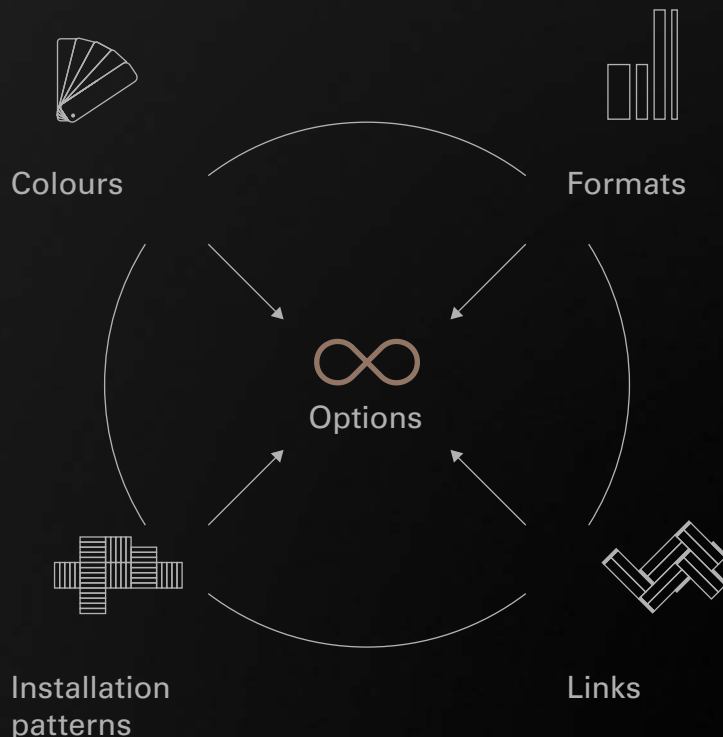 Colours
Formats
Options
Installation
patterns
Links